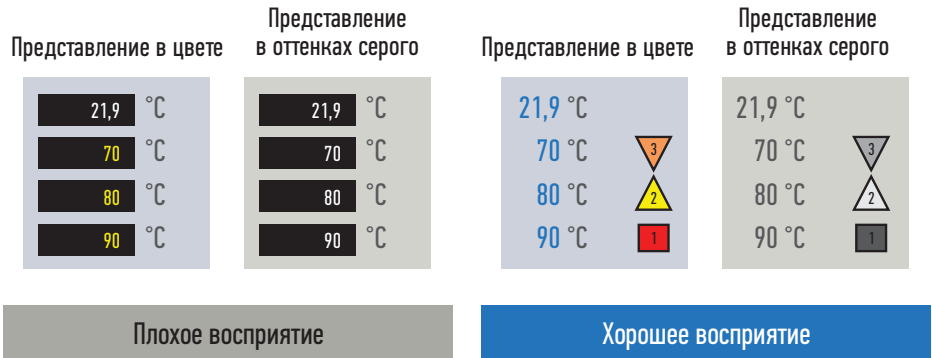 Представление в цвете
Представление
в оттенках серого
21,9 °C
70 °C
80 °C
90 °C
21,9 °C
70 °C
80 °C
90 °C
Плохое восприятие
Представление в цвете
Представление
в оттенках серого
21,9 °C
70 °C 3
80 °C 2
90 °C 1
21,9 °C
70 °C 3
80 °C 2
90 °C 1
Хорошее восприятие